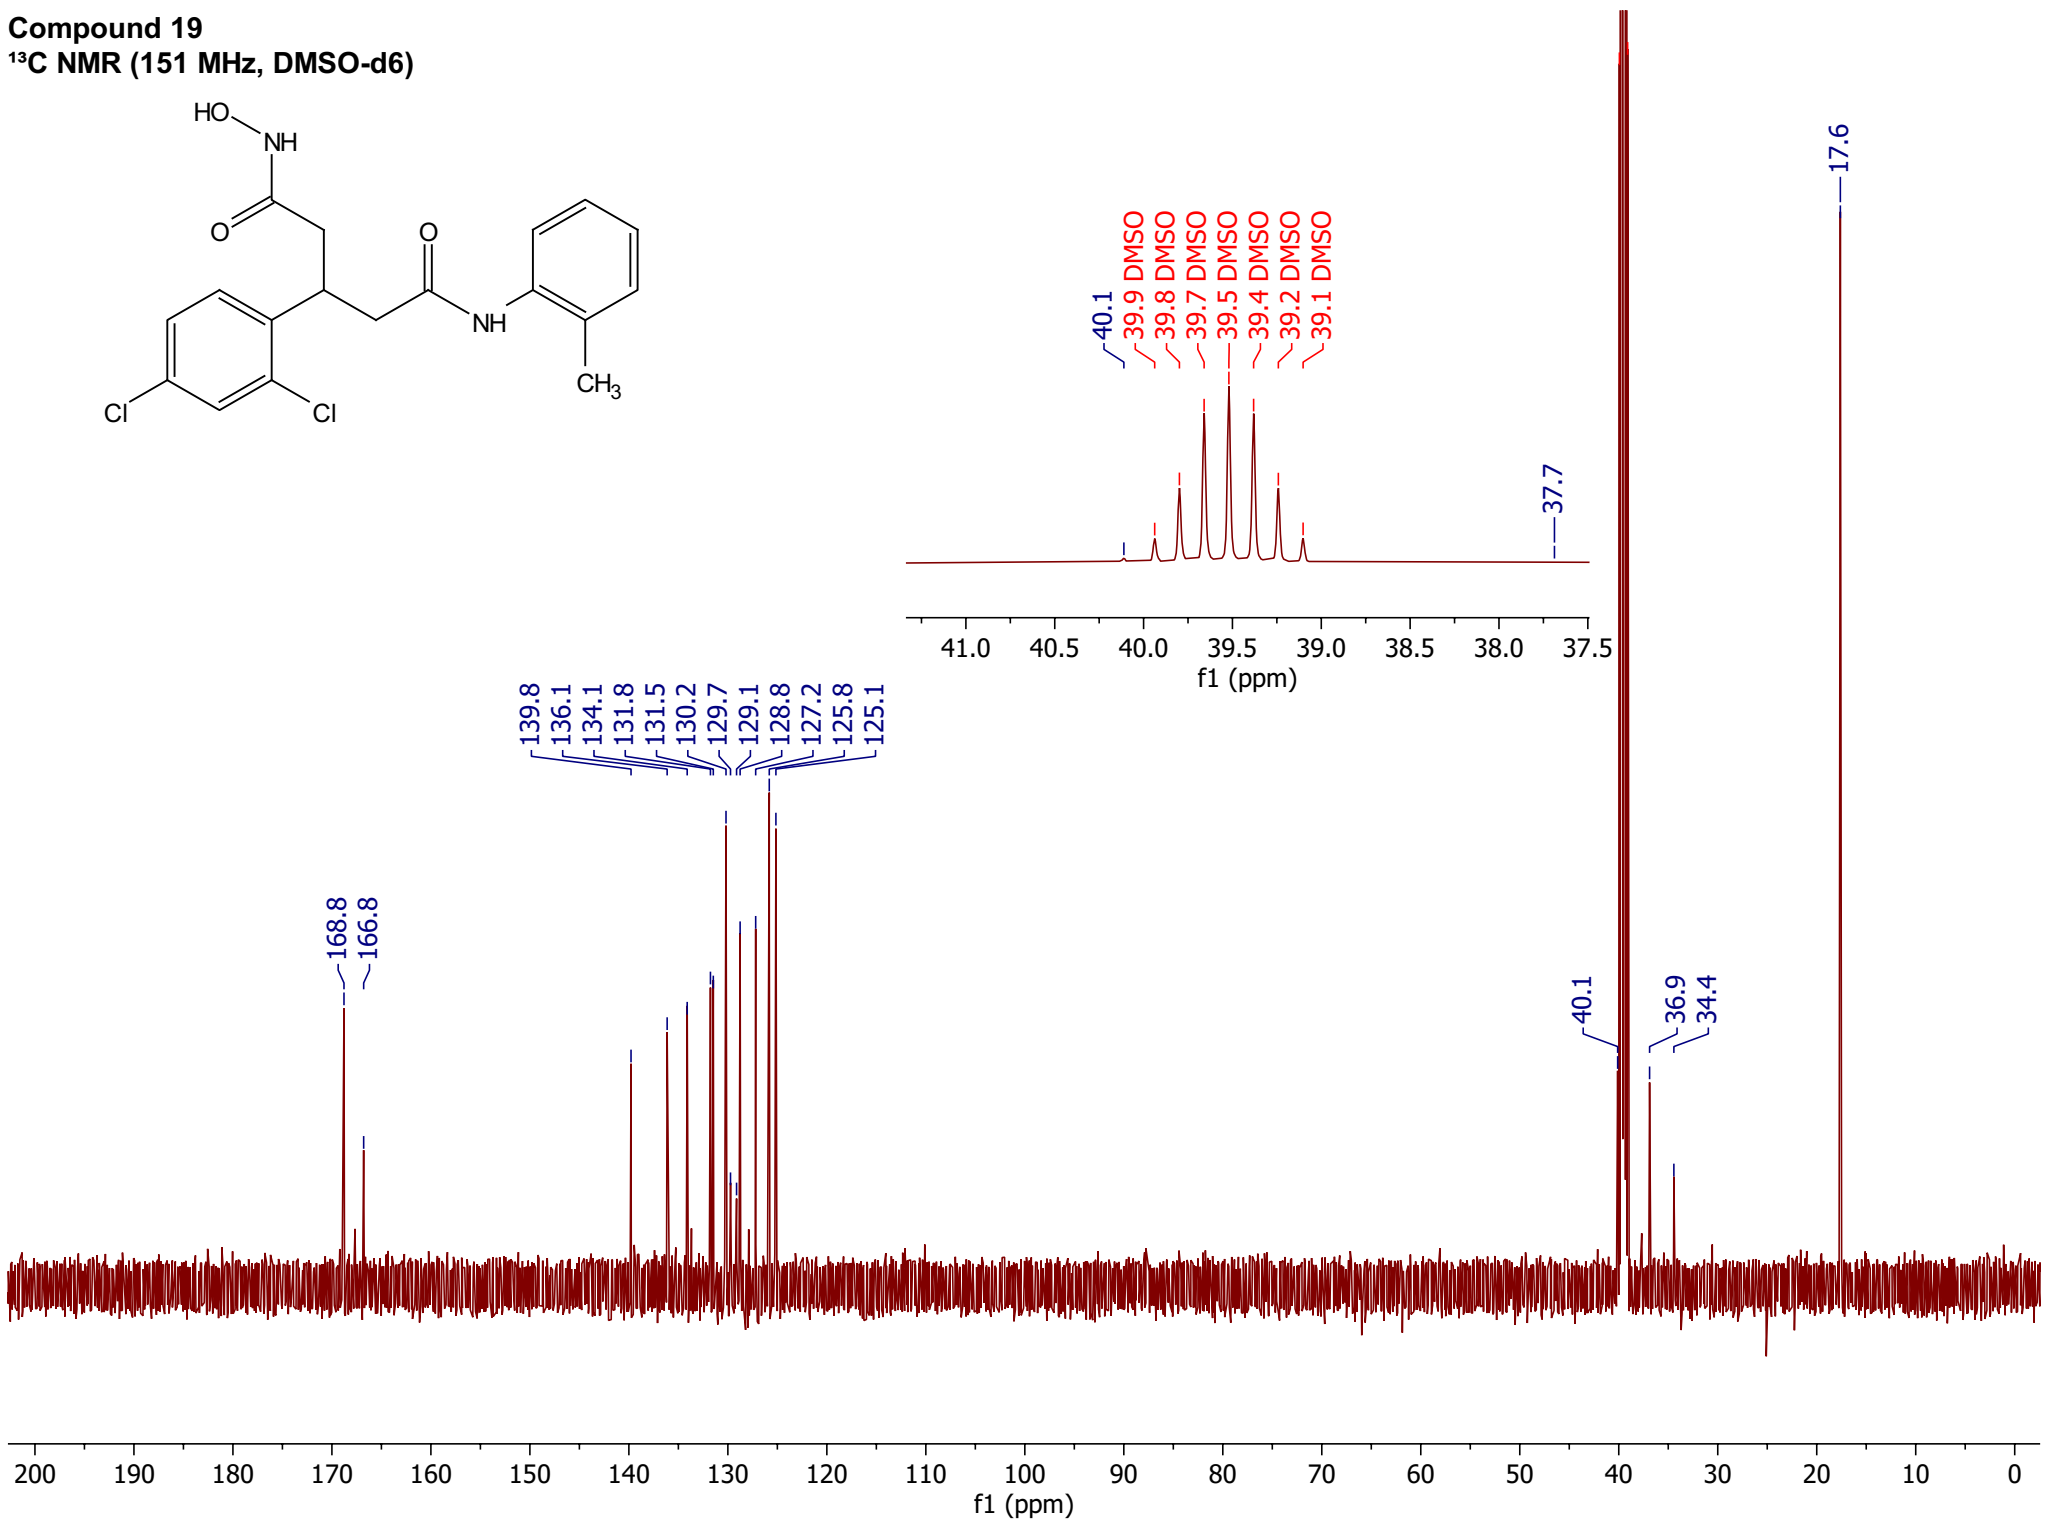 Compound 19
¹³C NMR (151 MHz, DMSO-d6)
HO
NH
O
O
NH
CH3
Cl
Cl
40.1
39.9 DMSO
39.8 DMSO
39.7 DMSO
39.5 DMSO
39.4 DMSO
39.2 DMSO
39.1 DMSO
37.7
17.6
41.0 40.5 40.0 39.5 39.0 38.5 38.0 37.5
f1 (ppm)
139.8
136.1
134.1
131.8
131.5
130.2
129.7
129.1
128.8
127.2
125.8
125.1
168.8
166.8
40.1
36.9
34.4
200 190 180 170 160 150 140 130 120 110 100 90 80 70 60 50 40 30 20 10 0
f1 (ppm)